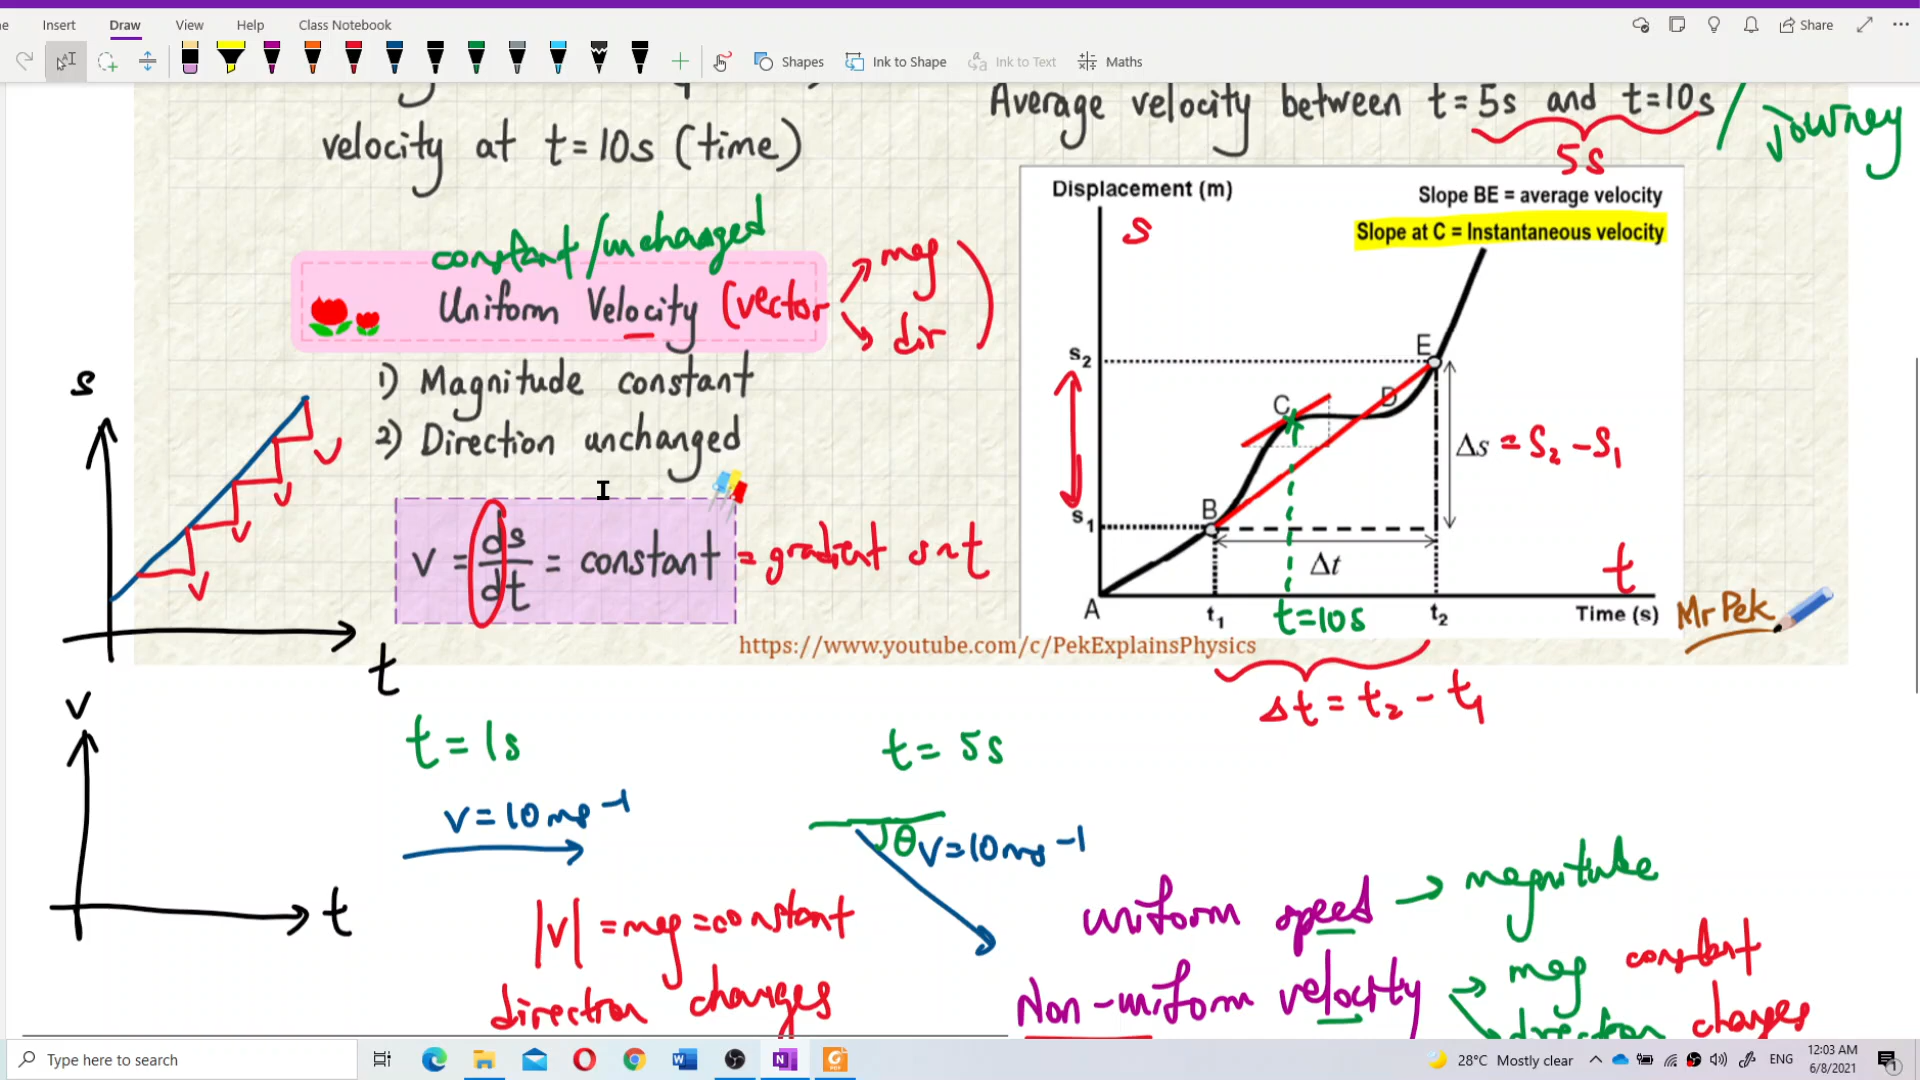 Insert Draw View Help Class Notebook
Share
Shapes Ink to Shape Ink to Text Maths
velocity at t=10s (time)
Average velocity between t=5s and t=10s / journey
5s
constant/unchanged
Uniform Velocity (vector
mag
dir )
1) Magnitude constant
2) Direction unchanged
v = ds/dt = constant = gradient s~t
s
t
Displacement (m)
s
Slope BE = average velocity
Slope at C = Instantaneous velocity
s2
s1
A
B
C
D
E
Δs = S2 - S1
Δt
t
t1
t=10s
t2
Time (s)
Mr Pek
https://www.youtube.com/c/PekExplainsPhysics
Δt = t2 - t1
v
t
t = 1s
v = 10 ms-1
t = 5s
θ
v=10 ms-1
|v| = mag = constant
direction changes
uniform speed → magnitude
Non-uniform velocity
mag constant
direction changes
Type here to search
28°C Mostly clear
ENG
12:03 AM
6/8/2021
1